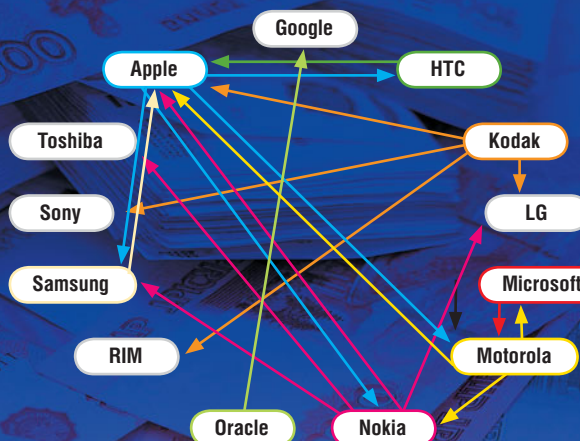 Google
Apple
HTC
Toshiba
Kodak
Sony
LG
Samsung
Microsoft
RIM
Motorola
Oracle
Nokia